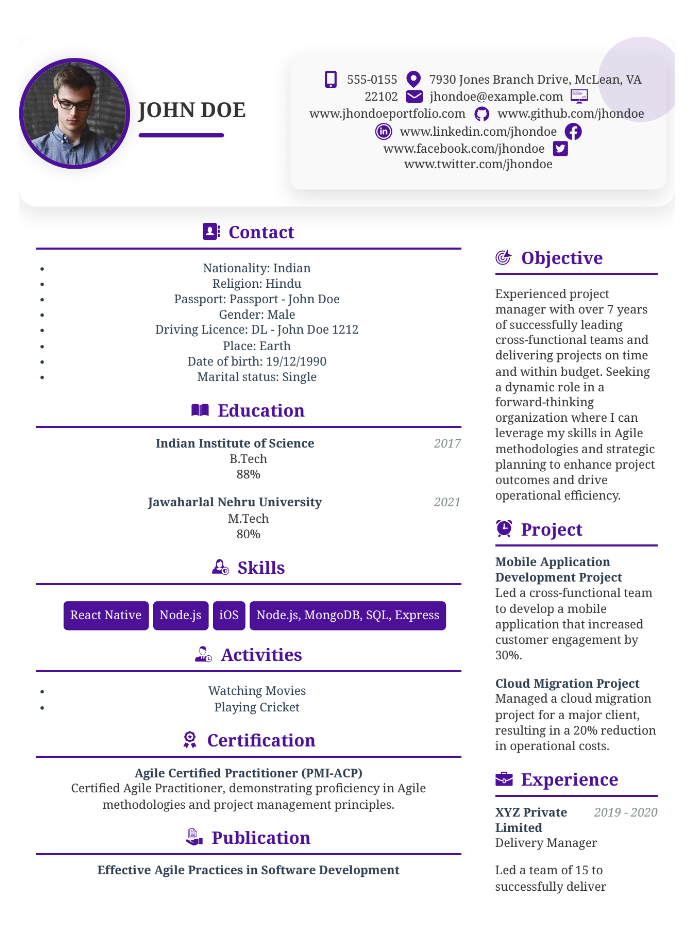 JOHN DOE
555-0155 7930 Jones Branch Drive, McLean, VA
22102 jhondoe@example.com
www.jhondoeportfolio.com www.github.com/jhondoe
www.linkedin.com/jhondoe
www.facebook.com/jhondoe
www.twitter.com/jhondoe
Contact
Nationality: Indian
Religion: Hindu
Passport: Passport - John Doe
Gender: Male
Driving Licence: DL - John Doe 1212
Place: Earth
Date of birth: 19/12/1990
Marital status: Single
Education
Indian Institute of Science 2017
B.Tech
88%
Jawaharlal Nehru University 2021
M.Tech
80%
Skills
React Native Node.js iOS Node.js, MongoDB, SQL, Express
Activities
Watching Movies
Playing Cricket
Certification
Agile Certified Practitioner (PMI-ACP)
Certified Agile Practitioner, demonstrating proficiency in Agile
methodologies and project management principles.
Publication
Effective Agile Practices in Software Development
Objective
Experienced project
manager with over 7 years
of successfully leading
cross-functional teams and
delivering projects on time
and within budget. Seeking
a dynamic role in a
forward-thinking
organization where I can
leverage my skills in Agile
methodologies and strategic
planning to enhance project
outcomes and drive
operational efficiency.
Project
Mobile Application
Development Project
Led a cross-functional team
to develop a mobile
application that increased
customer engagement by
30%.
Cloud Migration Project
Managed a cloud migration
project for a major client,
resulting in a 20% reduction
in operational costs.
Experience
XYZ Private 2019 - 2020
Limited
Delivery Manager
Led a team of 15 to
successfully deliver